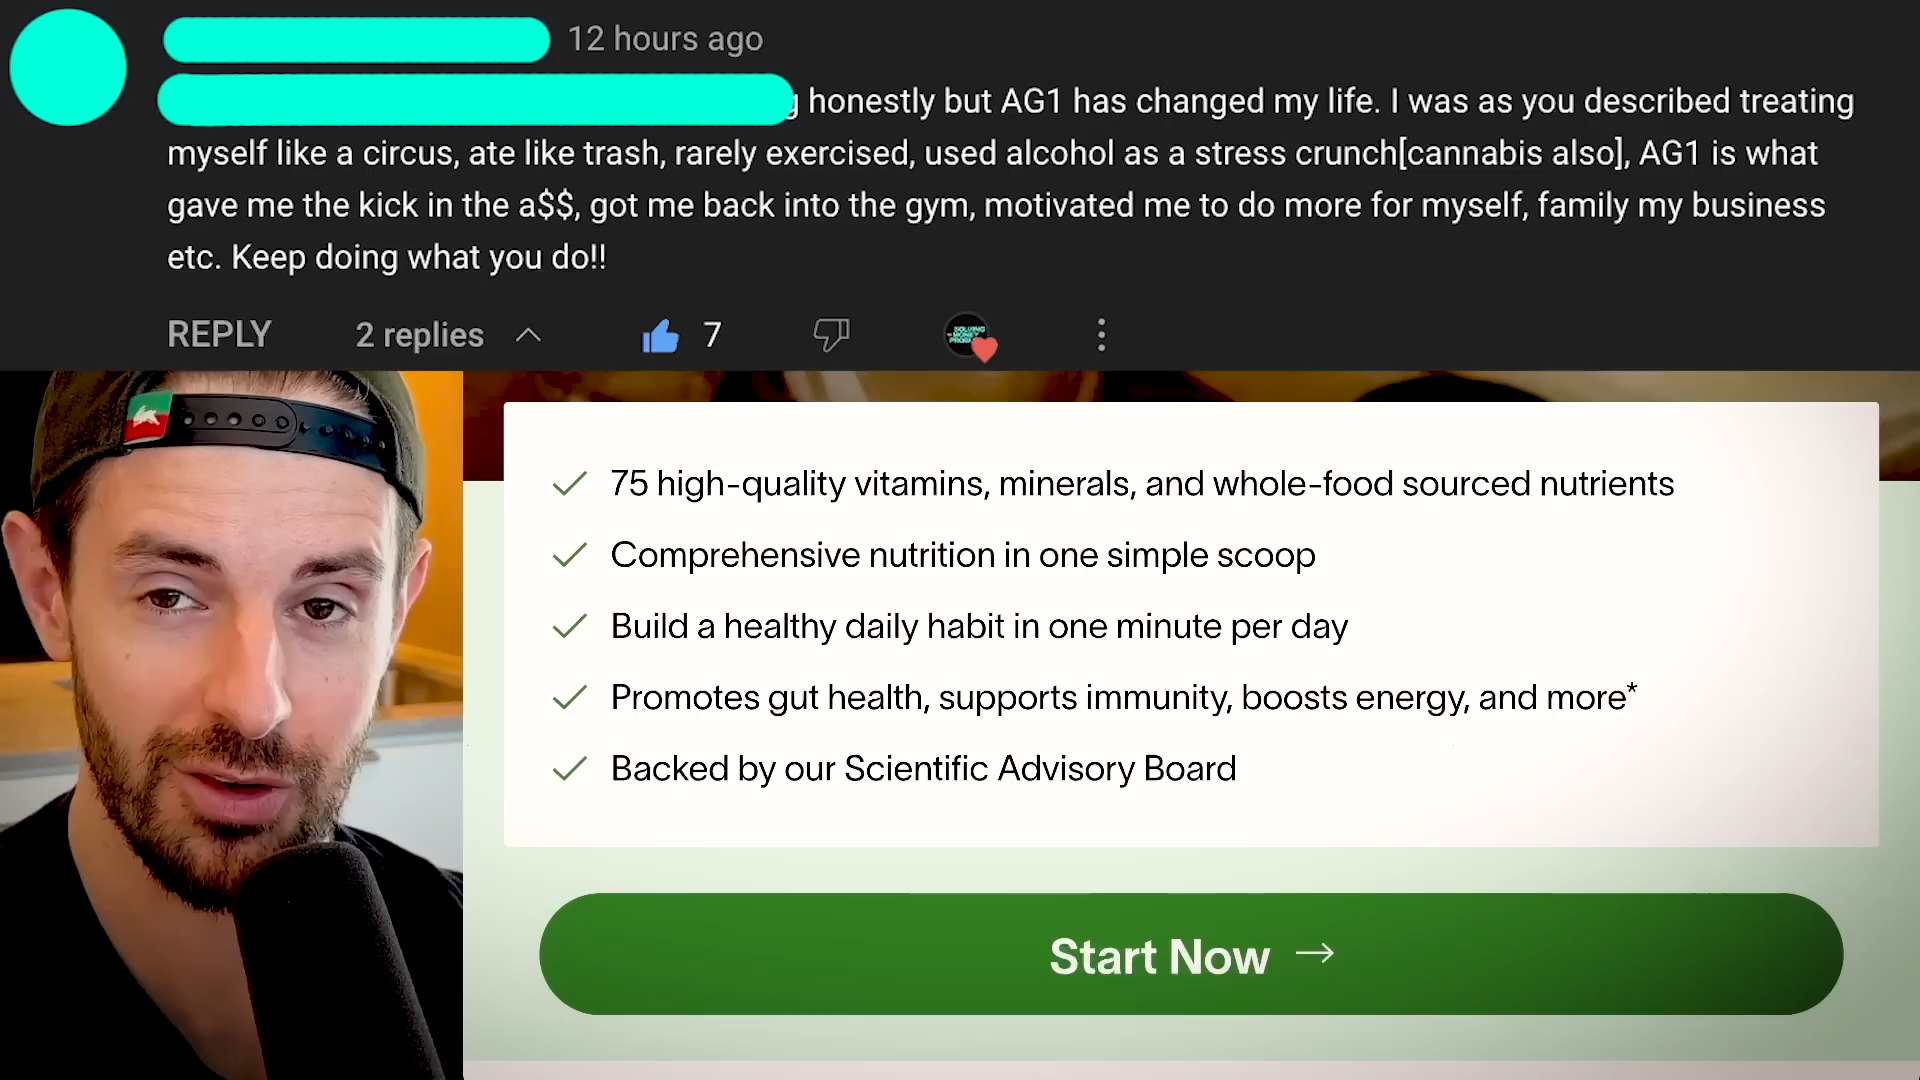 12 hours ago
honestly but AG1 has changed my life. I was as you described treating
myself like a circus, ate like trash, rarely exercised, used alcohol as a stress crunch[cannabis also], AG1 is what
gave me the kick in the a$$, got me back into the gym, motivated me to do more for myself, family my business
etc. Keep doing what you do!!
REPLY 2 replies 7
SOLVING
MONEY
75 high-quality vitamins, minerals, and whole-food sourced nutrients
Comprehensive nutrition in one simple scoop
Build a healthy daily habit in one minute per day
Promotes gut health, supports immunity, boosts energy, and more*
Backed by our Scientific Advisory Board
Start Now →